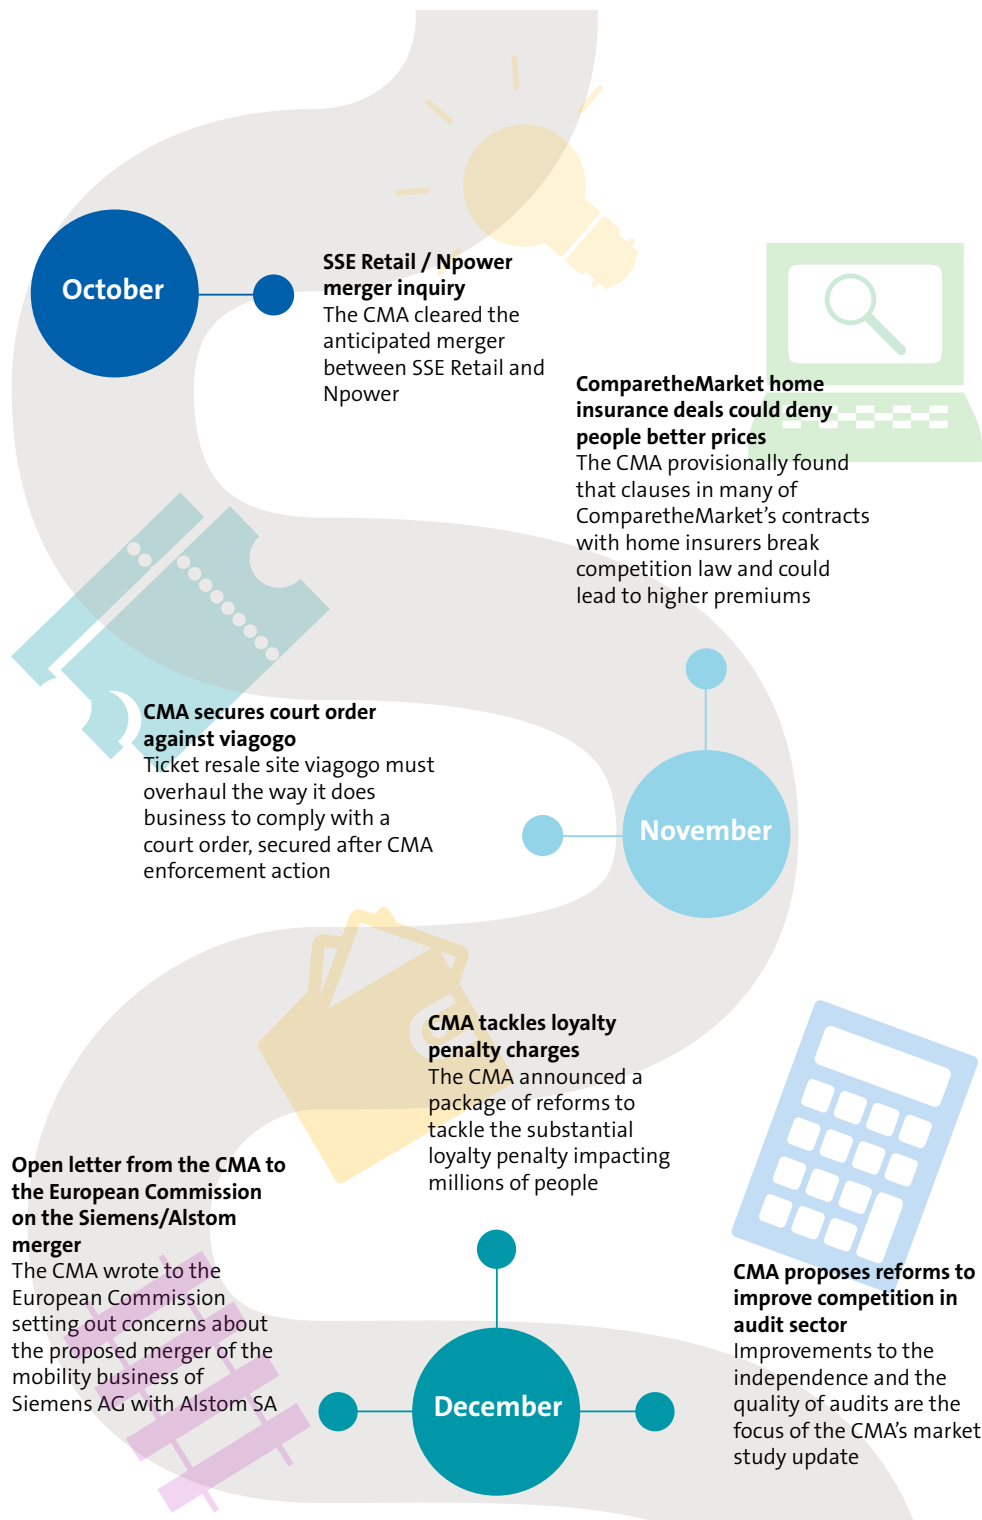 October
SSE Retail / Npower
merger inquiry
The CMA cleared the
anticipated merger
between SSE Retail and
Npower
ComparetheMarket home
insurance deals could deny
people better prices
The CMA provisionally found
that clauses in many of
ComparetheMarket's contracts
with home insurers break
competition law and could
lead to higher premiums
CMA secures court order
against viagogo
Ticket resale site viagogo must
overhaul the way it does
business to comply with a
court order, secured after CMA
enforcement action
November
CMA tackles loyalty
penalty charges
The CMA announced a
package of reforms to
tackle the substantial
loyalty penalty impacting
millions of people
Open letter from the CMA to
the European Commission
on the Siemens/Alstom
merger
The CMA wrote to the
European Commission
setting out concerns about
the proposed merger of the
mobility business of
Siemens AG with Alstom SA
December
CMA proposes reforms to
improve competition in
audit sector
Improvements to the
independence and the
quality of audits are the
focus of the CMA's market
study update